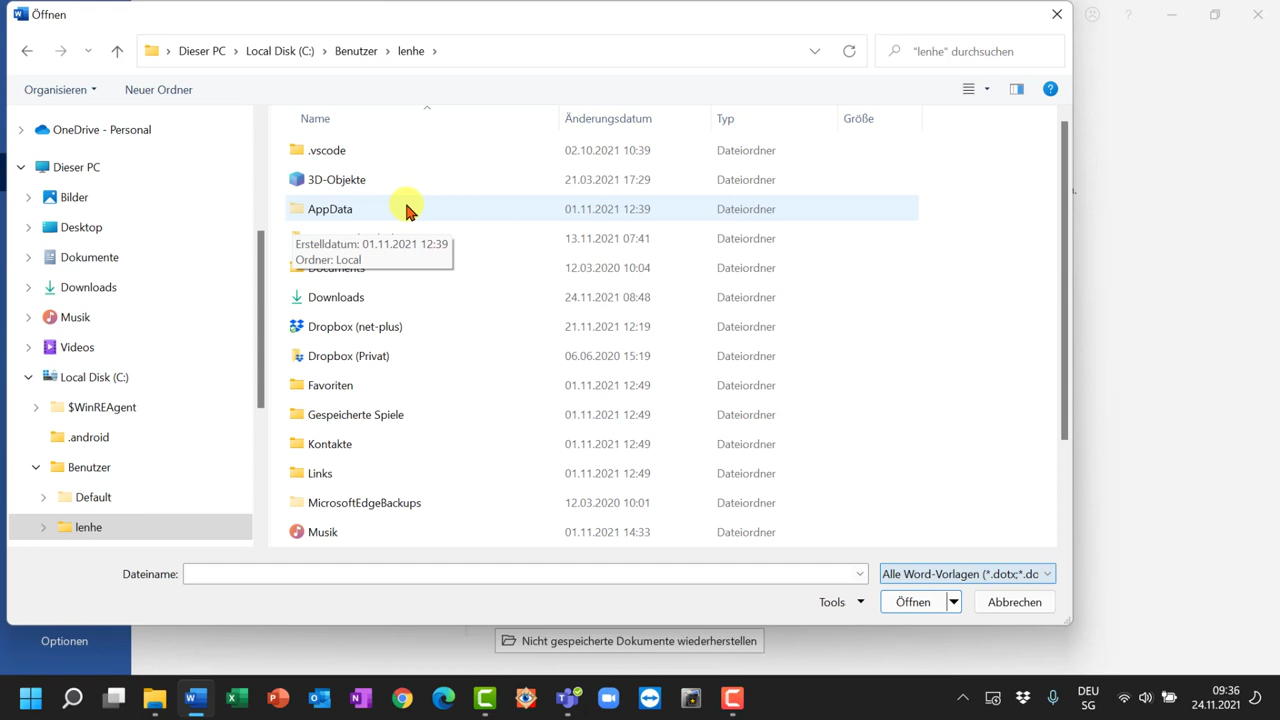 Öffnen
Dieser PC
Local Disk (C:)
Benutzer
lenhe
"lenhe" durchsuchen
Organisieren
Neuer Ordner
OneDrive - Personal
Dieser PC
Bilder
Desktop
Dokumente
Downloads
Musik
Videos
Local Disk (C:)
$WinREAgent
.android
Benutzer
Default
lenhe
Name Änderungsdatum Typ Größe
.vscode 02.10.2021 10:39 Dateiordner
3D-Objekte 21.03.2021 17:29 Dateiordner
AppData 01.11.2021 12:39 Dateiordner
13.11.2021 07:41 Dateiordner
Erstelldatum: 01.11.2021 12:39
Ordner: Local
Documents 12.03.2020 10:04 Dateiordner
Downloads 24.11.2021 08:48 Dateiordner
Dropbox (net-plus) 21.11.2021 12:19 Dateiordner
Dropbox (Privat) 06.06.2020 15:19 Dateiordner
Favoriten 01.11.2021 12:49 Dateiordner
Gespeicherte Spiele 01.11.2021 12:49 Dateiordner
Kontakte 01.11.2021 12:49 Dateiordner
Links 01.11.2021 12:49 Dateiordner
MicrosoftEdgeBackups 12.03.2020 10:01 Dateiordner
Musik 01.11.2021 14:33 Dateiordner
Dateiname:
Alle Word-Vorlagen (*.dotx;*.do
Tools
Öffnen
Abbrechen
Optionen
Nicht gespeicherte Dokumente wiederherstellen
DEU
SG
09:36
24.11.2021